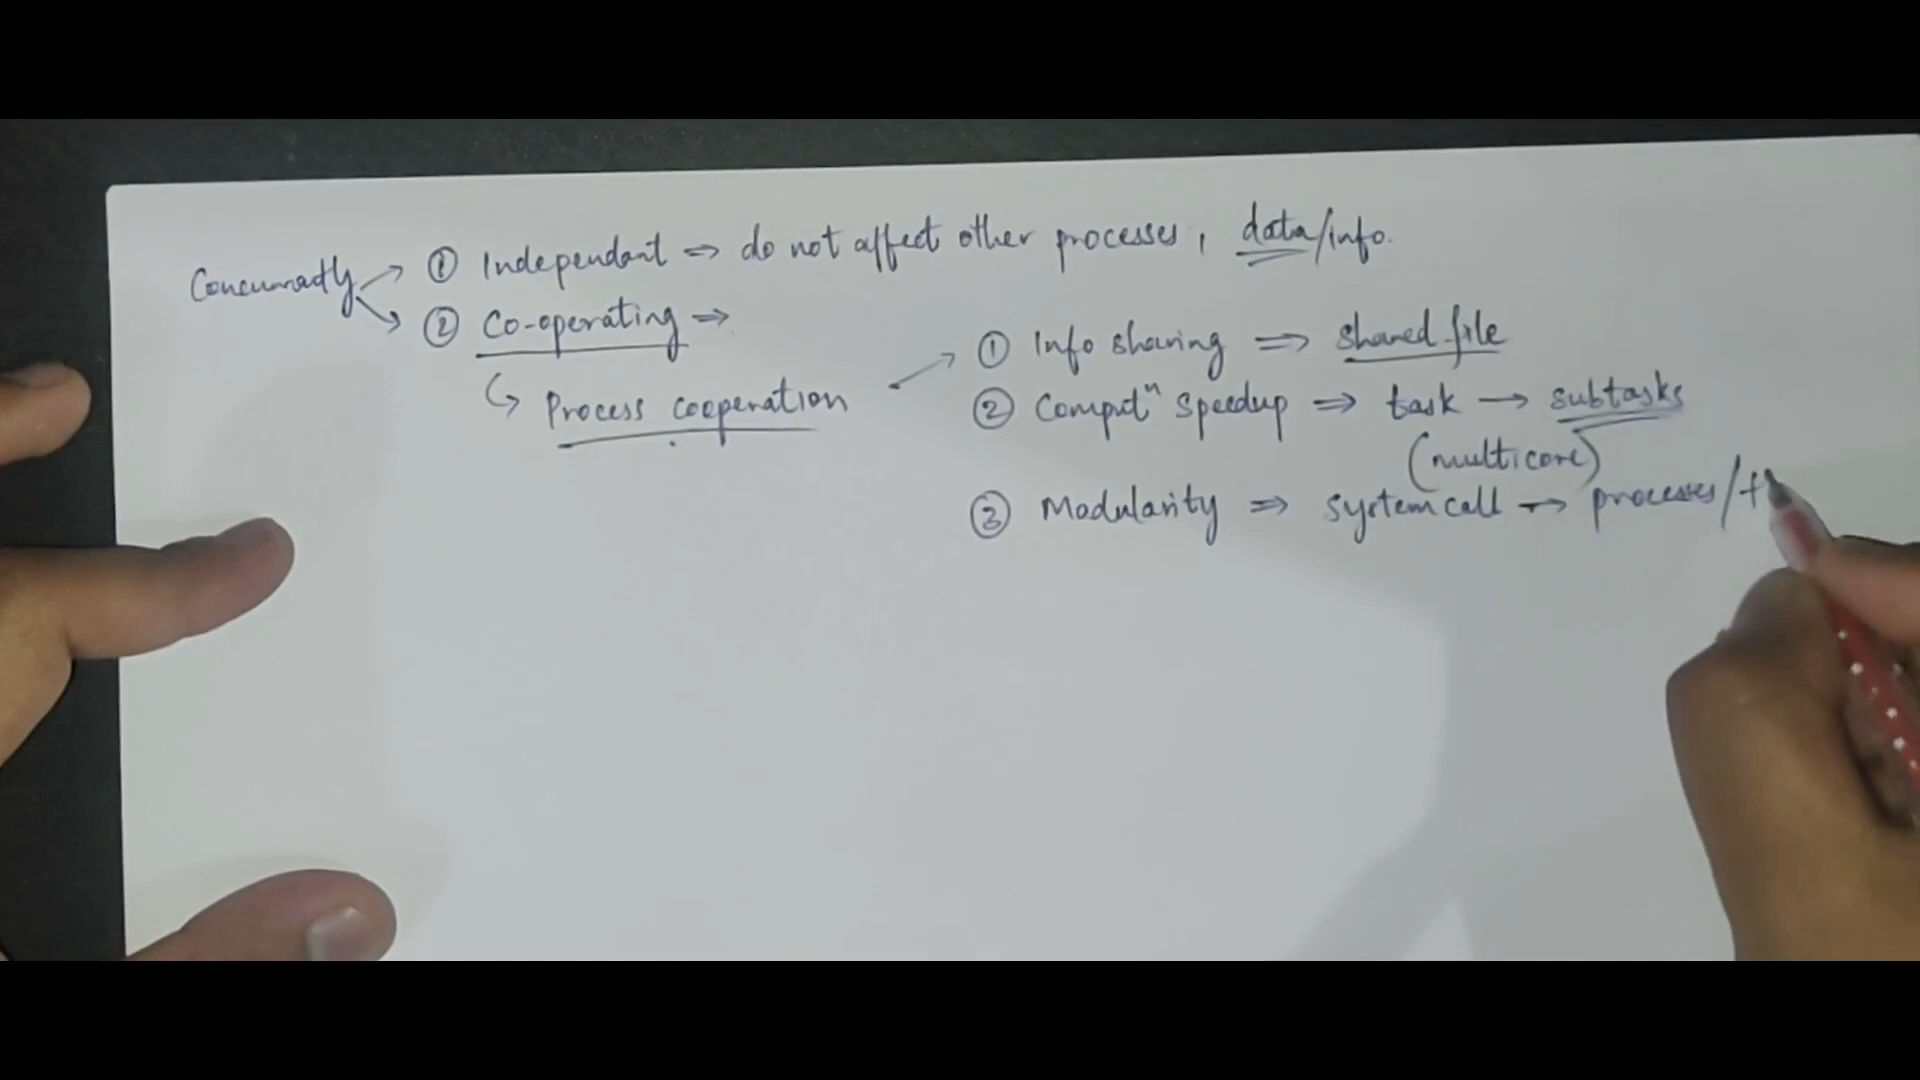 Concurrently
① Independant ⇒ do not affect other processes, data/info.
② Co-operating ⇒
↳ Process cooperation
① Info sharing ⇒ shared file
② Computⁿ Speedup ⇒ task → subtasks
(multicore)
③ Modularity ⇒ system call → processes/t